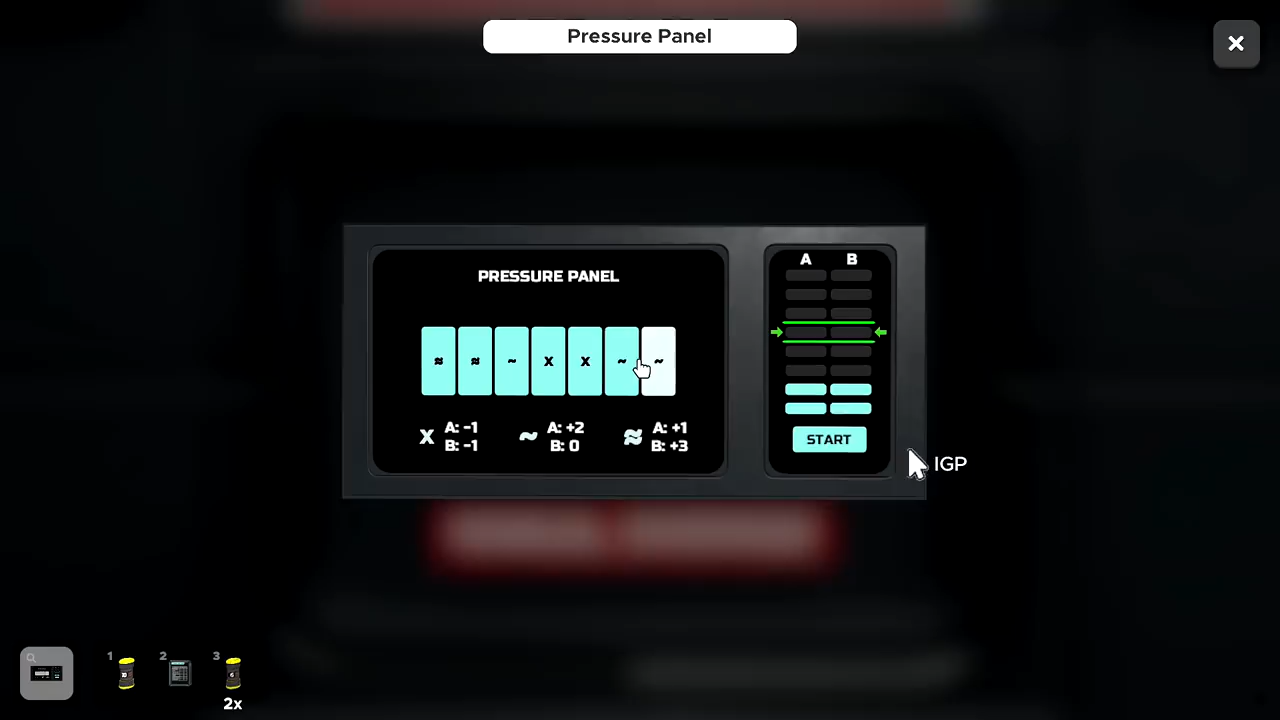 Pressure Panel
PRESSURE PANEL
≈ ≈ ~ x x ~ ~
X A: -1 B: -1
~ A: +2 B: 0
≈ A: +1 B: +3
A B
START
IGP
1 2 3
2x